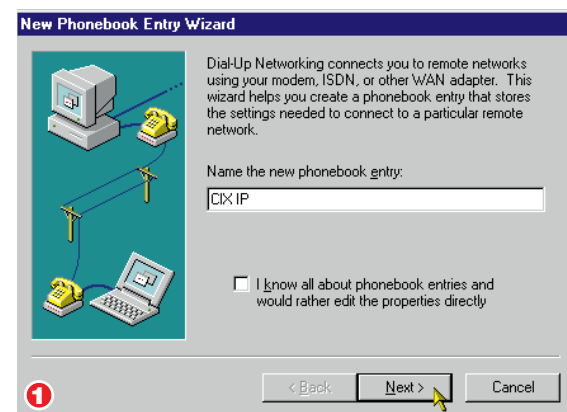 New Phonebook Entry Wizard
Dial-Up Networking connects you to remote networks
using your modem, ISDN, or other WAN adapter. This
wizard helps you create a phonebook entry that stores
the settings needed to connect to a particular remote
network.
Name the new phonebook entry:
CIX IP
I know all about phonebook entries and
would rather edit the properties directly
1
< Back Next > Cancel